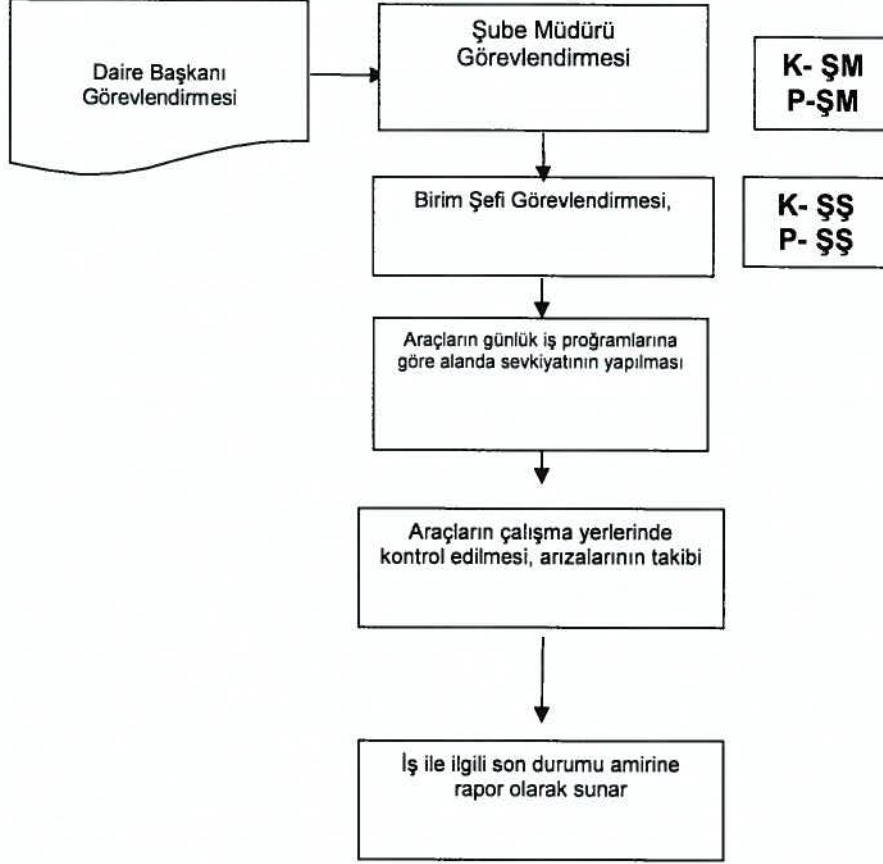 Daire Başkanı
Görevlendirmesi
Şube Müdürü
Görevlendirmesi
K- ŞM
P-ŞM
Birim Şefi Görevlendirmesi,
K- ŞŞ
P- ŞŞ
Araçların günlük iş proğramlarına
göre alanda sevkiyatının yapılması
Araçların çalışma yerlerinde
kontrol edilmesi, arızalarının takibi
İş ile ilgili son durumu amirine
rapor olarak sunar